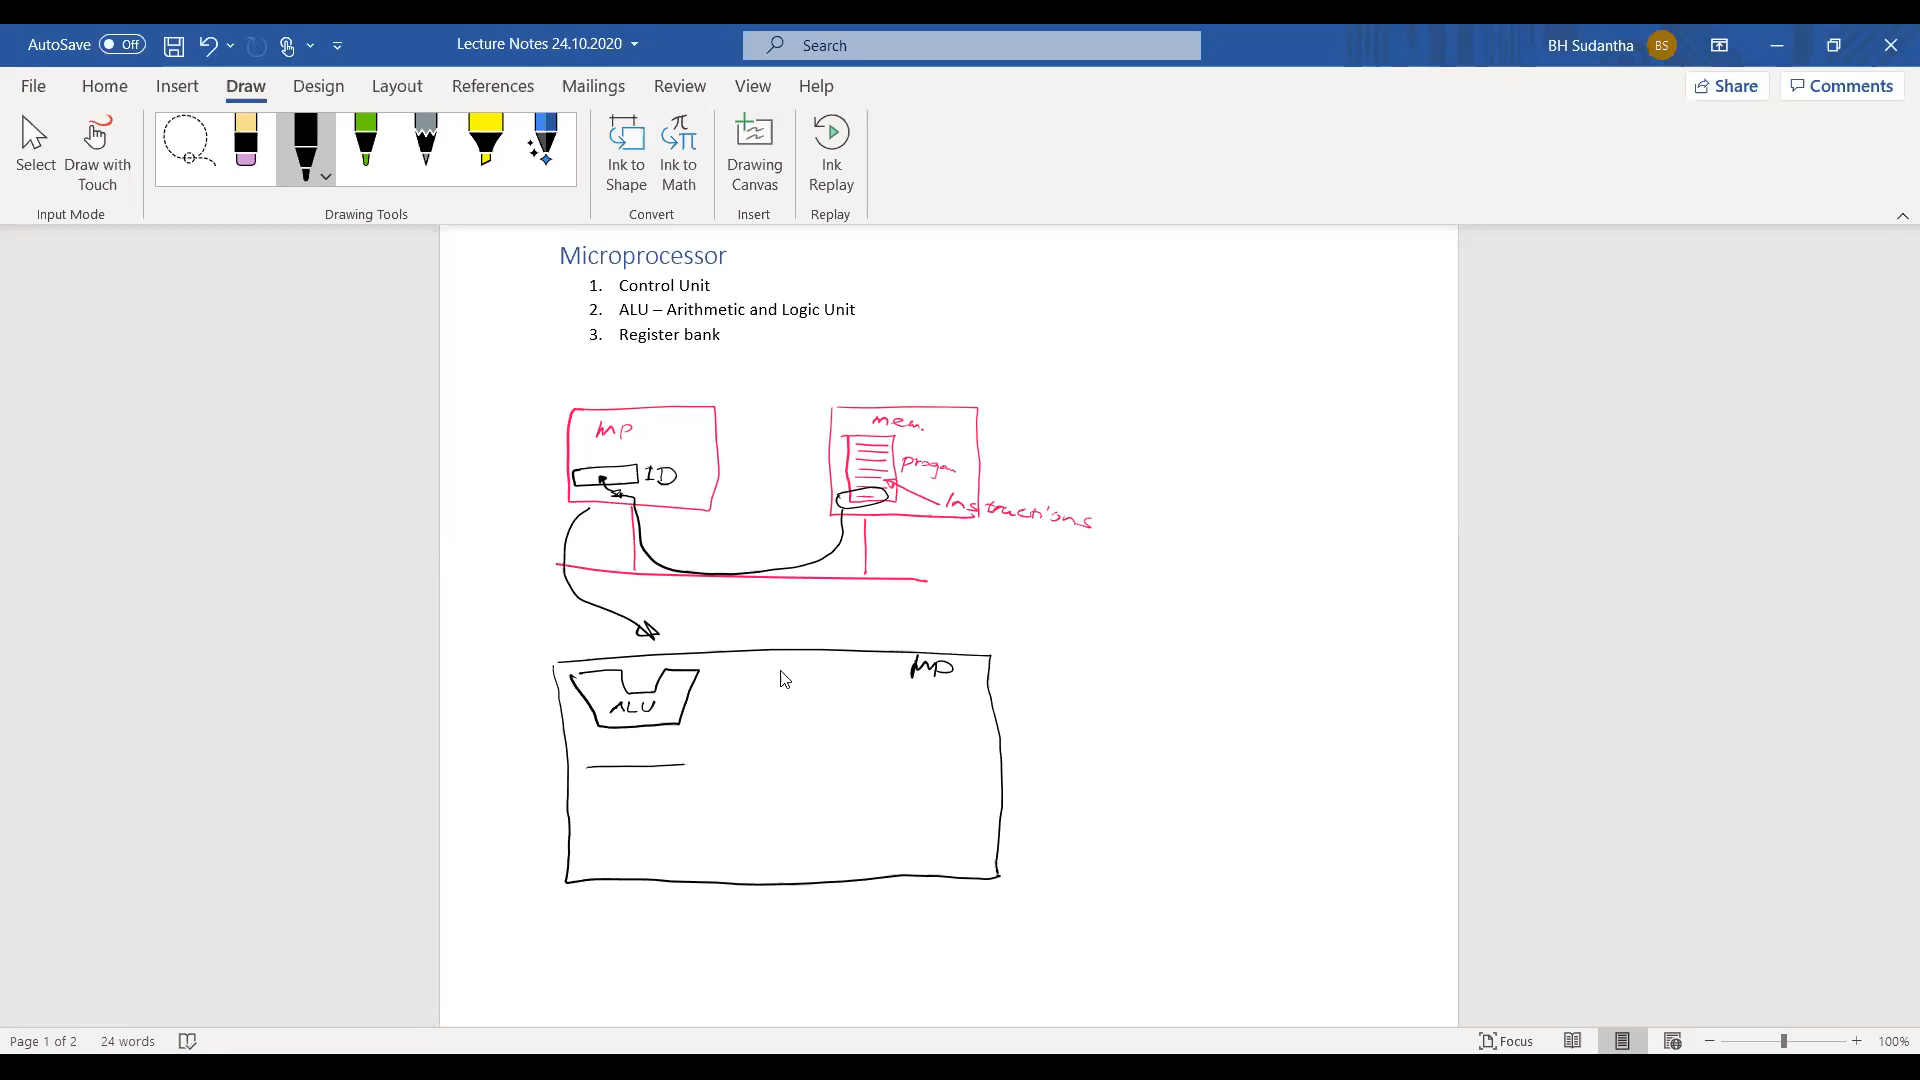 AutoSave Off Lecture Notes 24.10.2020 Search BH Sudantha BS
File Home Insert Draw Design Layout References Mailings Review View Help Share Comments
Select Draw with Touch Ink to Shape Ink to Math Drawing Canvas Ink Replay
Input Mode Drawing Tools Convert Insert Replay
Microprocessor
1. Control Unit
2. ALU – Arithmetic and Logic Unit
3. Register bank
MP mem.
ID progam
Instructions
MP
ALU
Page 1 of 2 24 words Focus 100%